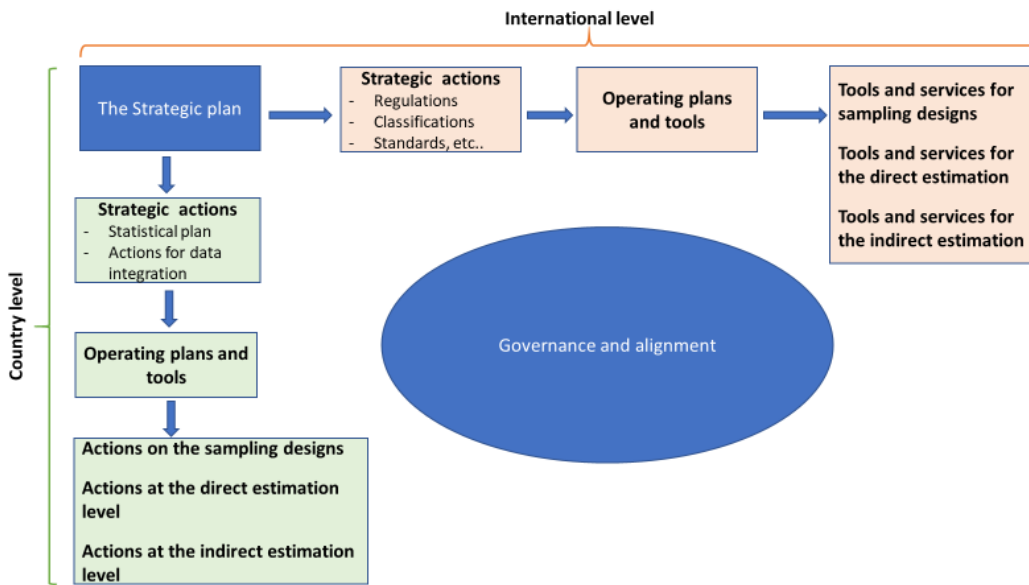 International level
Country level
The Strategic plan
Strategic actions
- Regulations
- Classifications
- Standards, etc..
Operating plans
and tools
Tools and services for
sampling designs
Tools and services for
the direct estimation
Tools and services for
the indirect estimation
Strategic actions
- Statistical plan
- Actions for data
integration
Operating plans and
tools
Actions on the sampling designs
Actions at the direct estimation
level
Actions at the indirect estimation
level
Governance and alignment